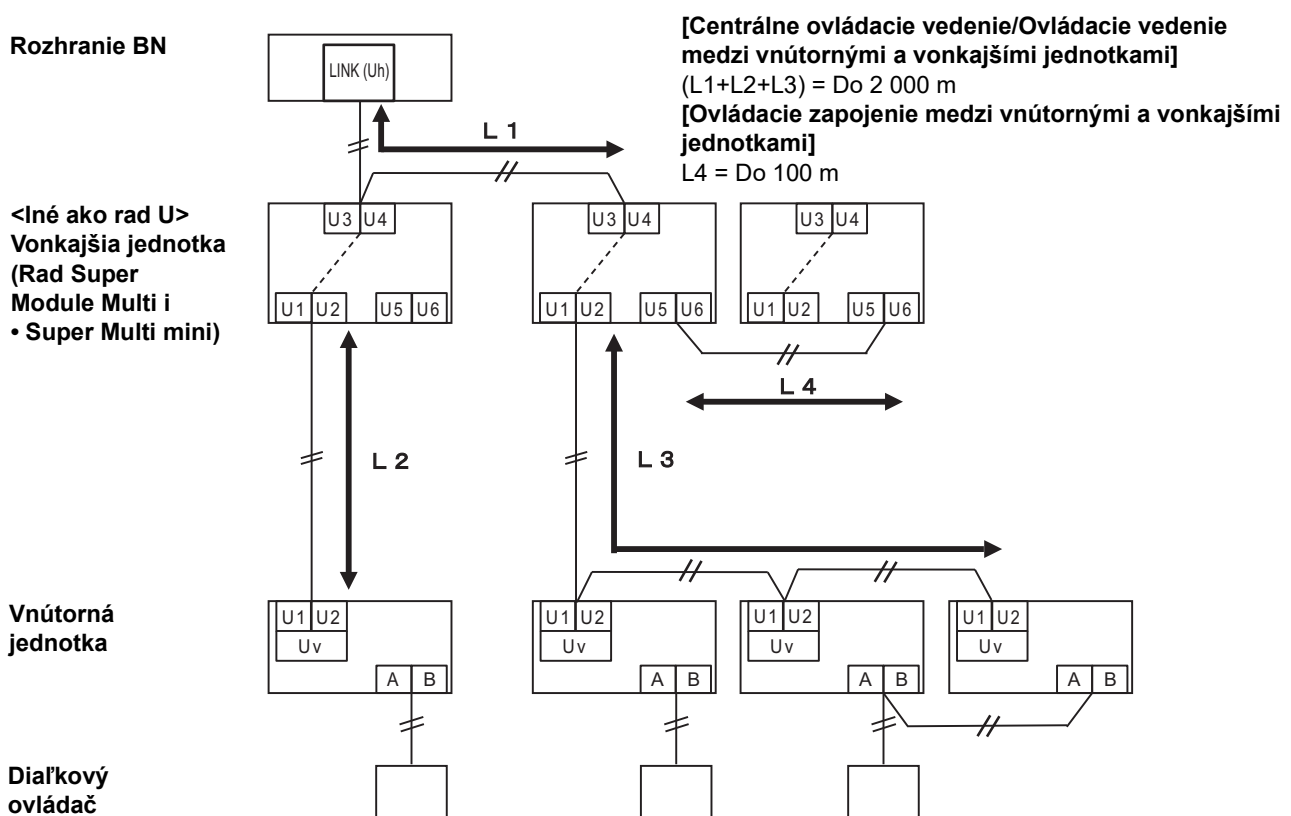 Rozhranie BN
LINK (Uh)
[Centrálne ovládacie vedenie/Ovládacie vedenie
medzi vnútornými a vonkajšími jednotkami]
(L1+L2+L3) = Do 2 000 m
[Ovládacie zapojenie medzi vnútornými a vonkajšími
jednotkami]
L4 = Do 100 m
L 1
<Iné ako rad U>
Vonkajšia jednotka
(Rad Super
Module Multi i
• Super Multi mini)
U3 U4
U3 U4
U3 U4
U1 U2 U5 U6
U1 U2 U5 U6
U1 U2 U5 U6
L 4
L 2
L 3
Vnútorná
jednotka
U1 U2
Uv
A B
U1 U2
Uv
A B
U1 U2
Uv
A B
U1 U2
Uv
A B
Diaľkový
ovládač